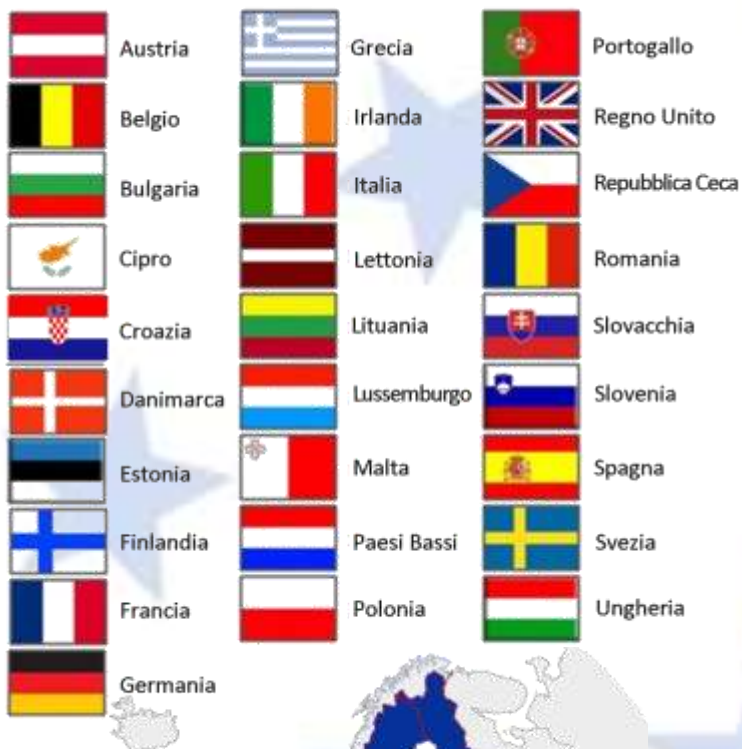 Austria
Belgio
Bulgaria
Cipro
Croazia
Danimarca
Estonia
Finlandia
Francia
Germania
Grecia
Irlanda
Italia
Lettonia
Lituania
Lussemburgo
Malta
Paesi Bassi
Polonia
Portogallo
Regno Unito
Repubblica Ceca
Romania
Slovacchia
Slovenia
Spagna
Svezia
Ungheria